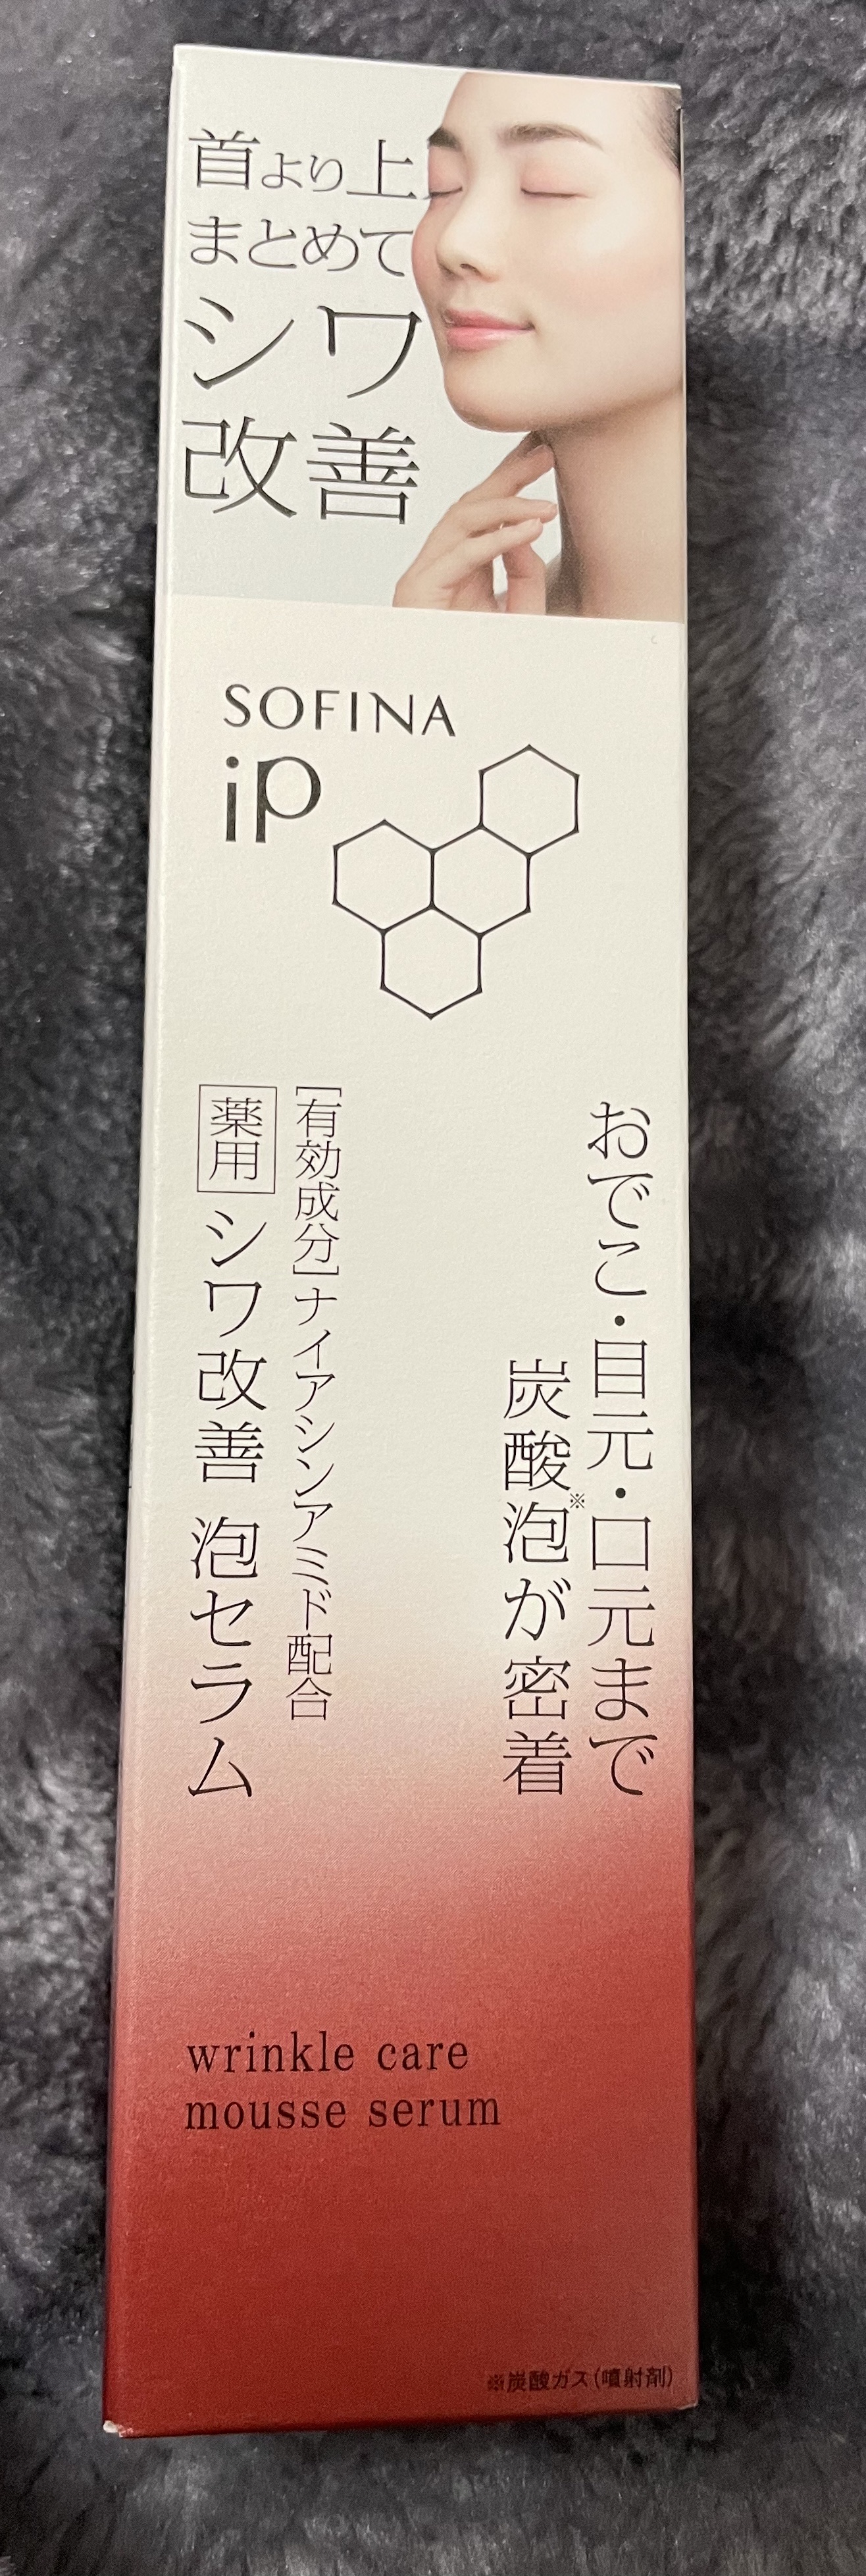 首より上
まとめて
シワ
改善
SOFINA
iP
おでこ・目元・口元まで
炭酸泡※が密着
[有効成分]ナイアシンアミド配合
薬用 シワ改善 泡セラム
wrinkle care
mousse serum
※炭酸ガス(噴射剤)